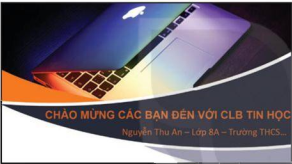 CHÀO MỪNG CÁC BẠN ĐẾN VỚI CLB TIN HỌC
Nguyễn Thu An – Lớp 8A – Trường THCS...